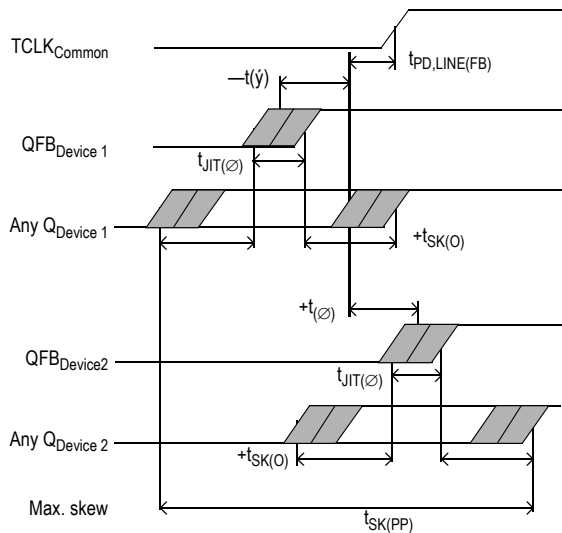 TCLKCommon
tPD,LINE(FB)
—t(ý)
QFBDevice 1
tJIT(∅)
Any QDevice 1
+tSK(O)
+t(∅)
QFBDevice2
tJIT(∅)
Any QDevice 2
+tSK(O)
Max. skew
tSK(PP)